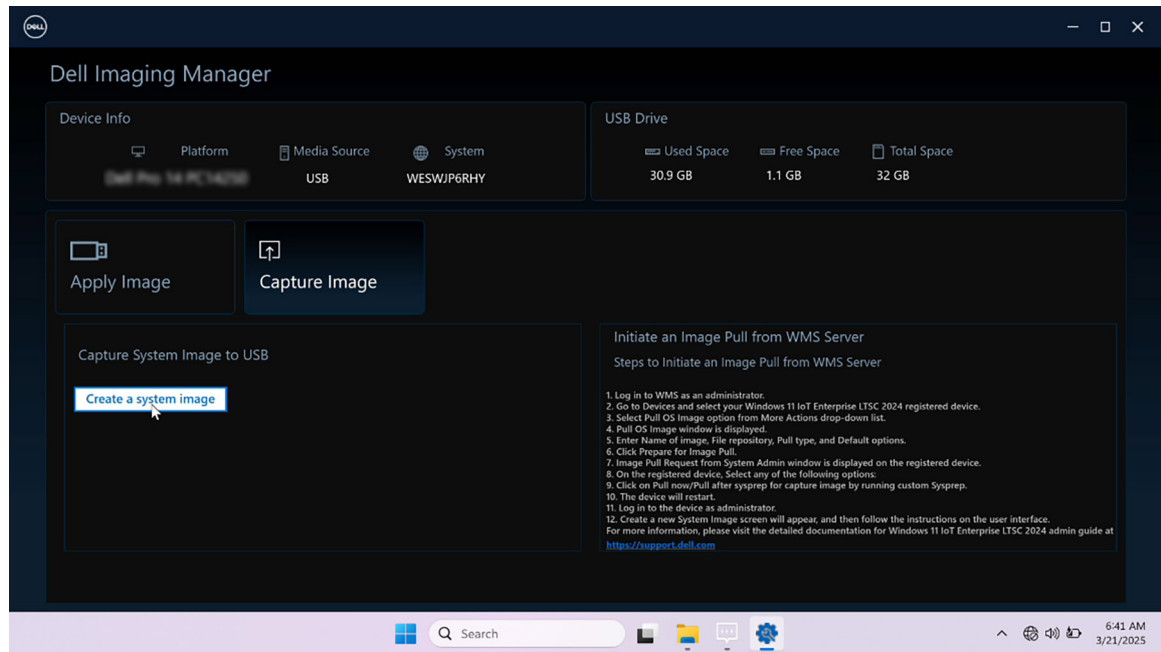 DELL
Dell Imaging Manager
Device Info
Platform
Media Source
System
USB
WESWJP6RHY
USB Drive
Used Space
Free Space
Total Space
30.9 GB
1.1 GB
32 GB
Apply Image
Capture Image
Capture System Image to USB
Create a system image
Initiate an Image Pull from WMS Server
Steps to Initiate an Image Pull from WMS Server
1. Log in to WMS as an administrator.
2. Go to Devices and select your Windows 11 IoT Enterprise LTSC 2024 registered device.
3. Select Pull OS Image option from More Actions drop-down list.
4. Pull OS Image window is displayed.
5. Enter Name of image, File repository, Pull type, and Default options.
6. Click Prepare for Image Pull.
7. Image Pull Request from System Admin window is displayed on the registered device.
8. On the registered device, Select any of the following options:
9. Click on Pull now/Pull after sysprep for capture image by running custom Sysprep.
10. The device will restart.
11. Log in to the device as administrator.
12. Create a new System Image screen will appear, and then follow the instructions on the user interface.
For more information, please visit the detailed documentation for Windows 11 IoT Enterprise LTSC 2024 admin guide at
https://support.dell.com
Search
6:41 AM
3/21/2025